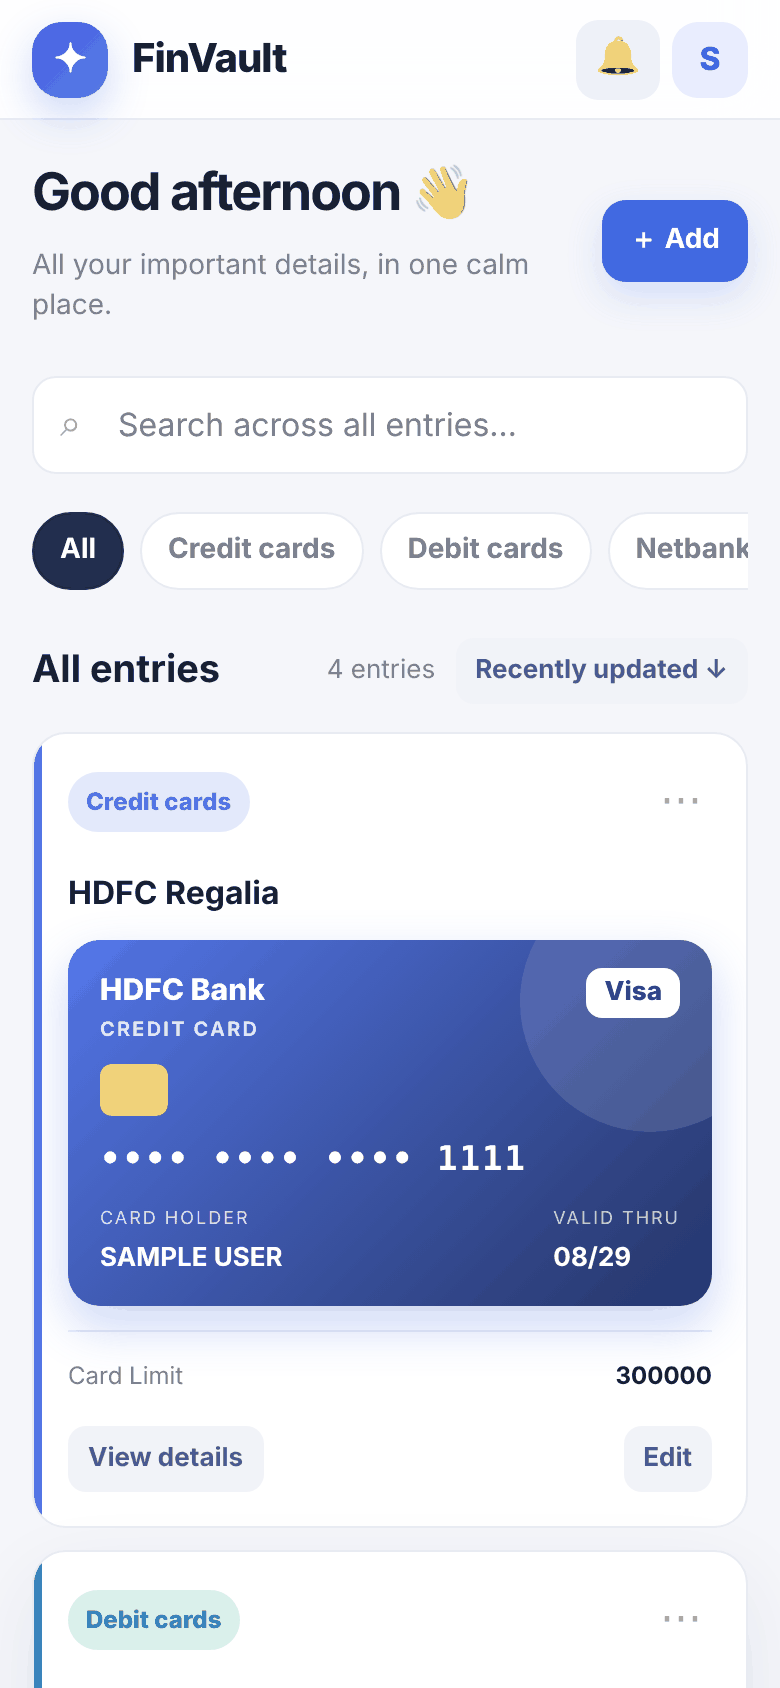 FinVault
S
Good afternoon 👋
+ Add
All your important details, in one calm
place.
Search across all entries...
All
Credit cards
Debit cards
Netbank
All entries
4 entries
Recently updated ↓
Credit cards
...
HDFC Regalia
HDFC Bank
Visa
CREDIT CARD
•••• •••• •••• 1111
CARD HOLDER
VALID THRU
SAMPLE USER
08/29
Card Limit
300000
View details
Edit
Debit cards
...